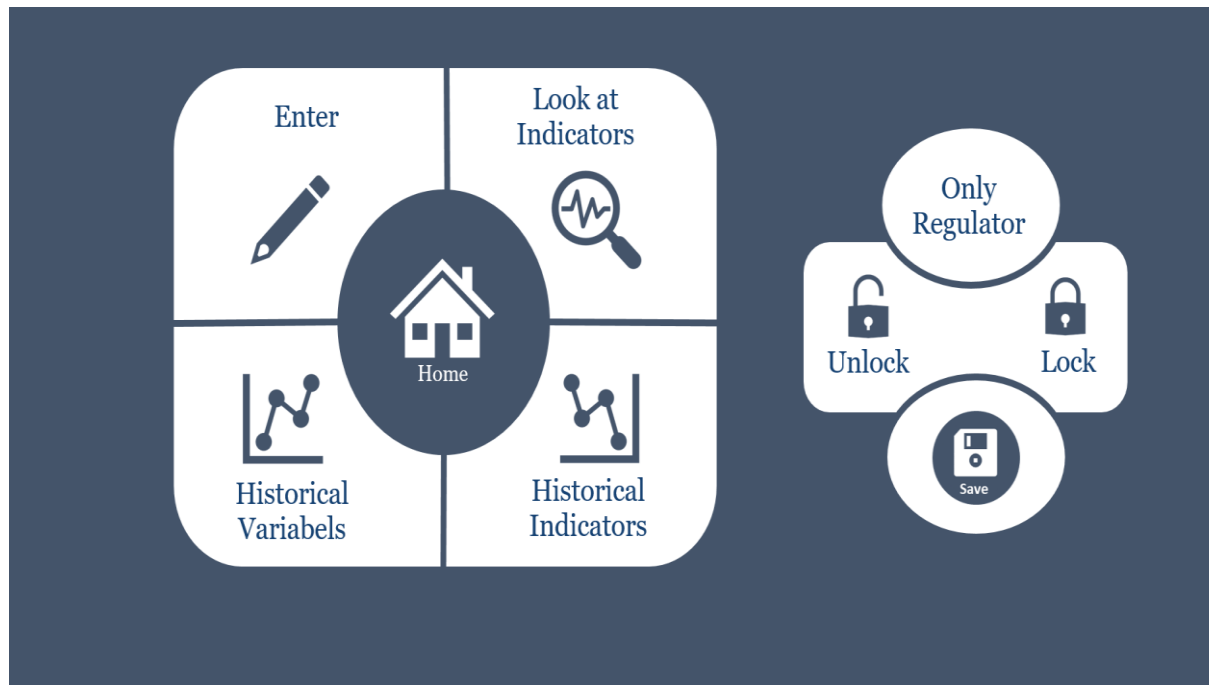 Enter
Look at
Indicators
Home
Historical
Variabels
Historical
Indicators
Only
Regulator
Unlock
Lock
Save